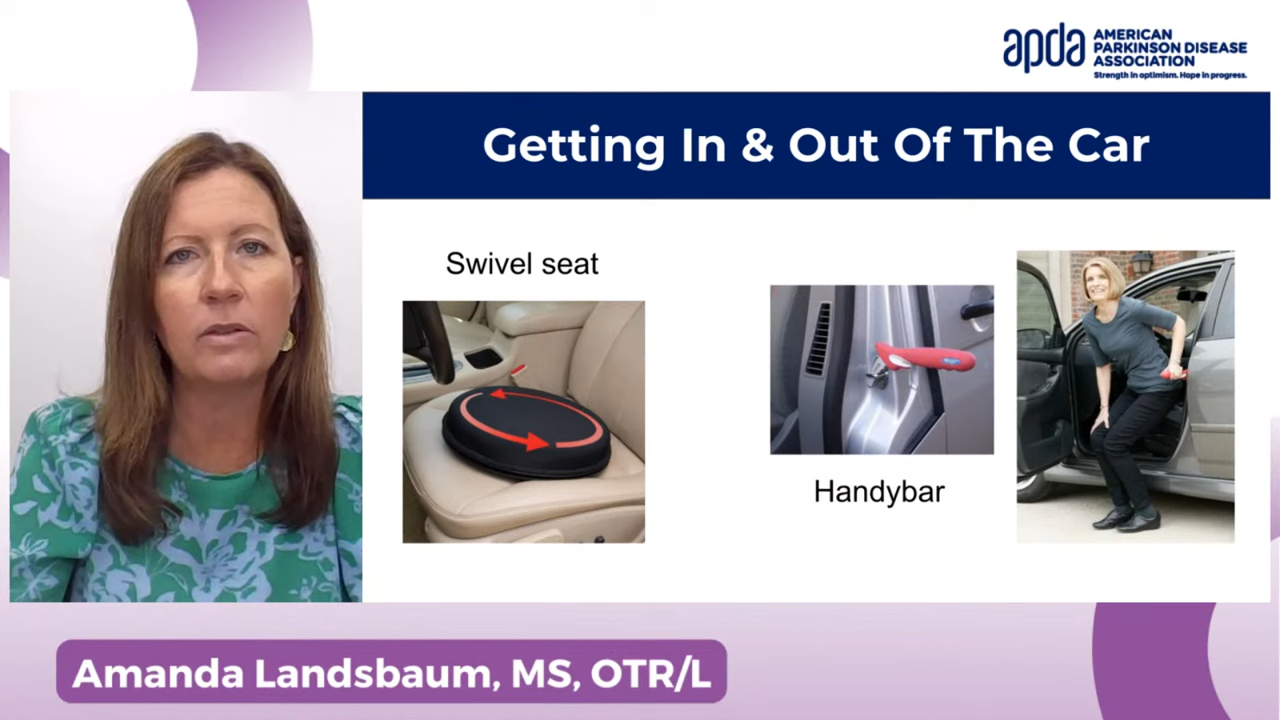 apda AMERICAN
PARKINSON DISEASE
ASSOCIATION
Strength in optimism. Hope in progress.
Getting In & Out Of The Car
Swivel seat
Handybar
Amanda Landsbaum, MS, OTR/L